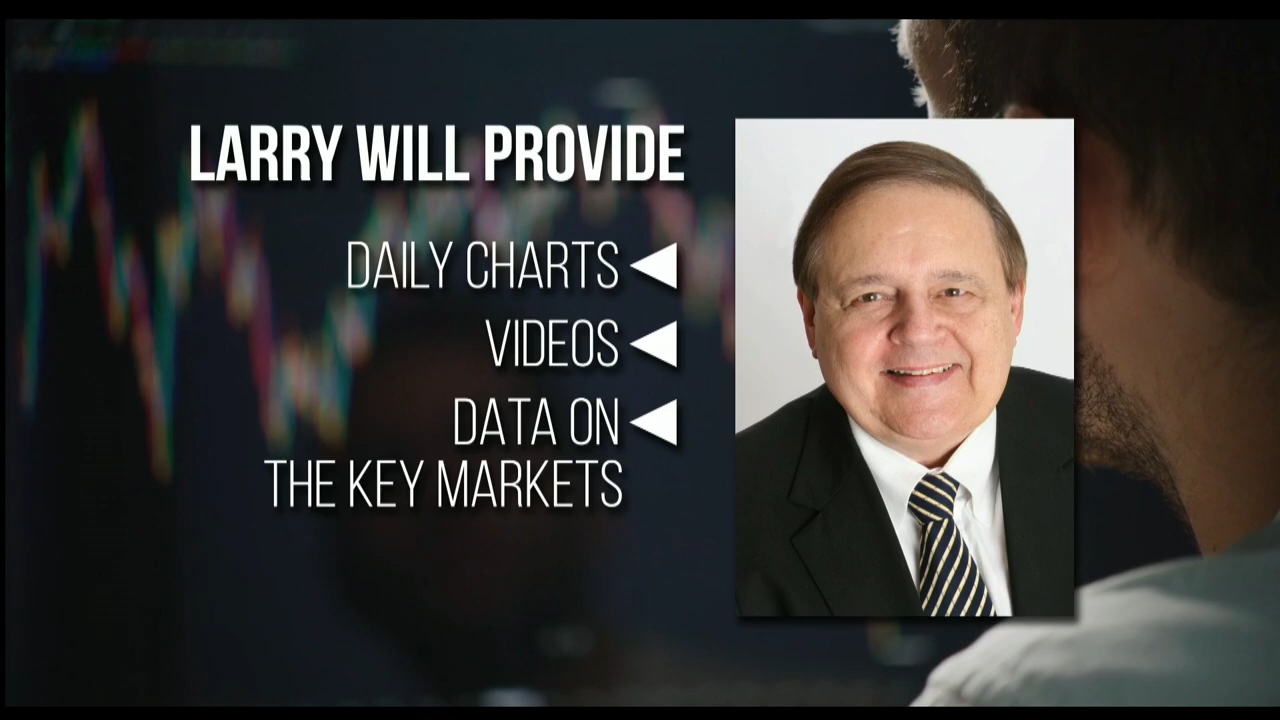 LARRY WILL PROVIDE
DAILY CHARTS
VIDEOS
DATA ON
THE KEY MARKETS